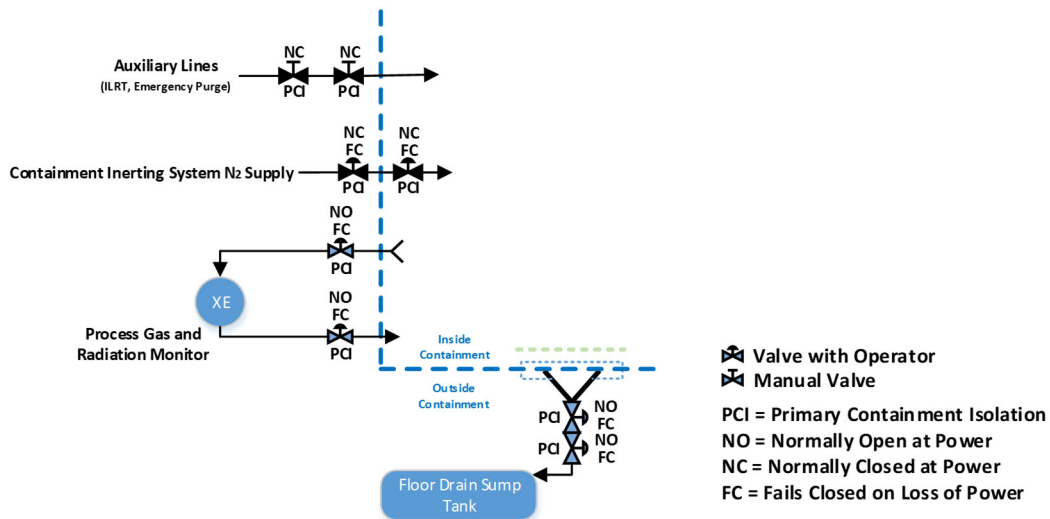 NC NC
Auxiliary Lines
(ILRT, Emergency Purge)
PCI PCI
NC NC
FC FC
Containment Inerting System N2 Supply
PCI PCI
NO
FC
PCI
XE
NO
FC
Process Gas and
Radiation Monitor
PCI
Inside
Containment
Outside
Containment
PCI NO
FC
PCI NO
FC
Floor Drain Sump
Tank
Valve with Operator
Manual Valve
PCI = Primary Containment Isolation
NO = Normally Open at Power
NC = Normally Closed at Power
FC = Fails Closed on Loss of Power